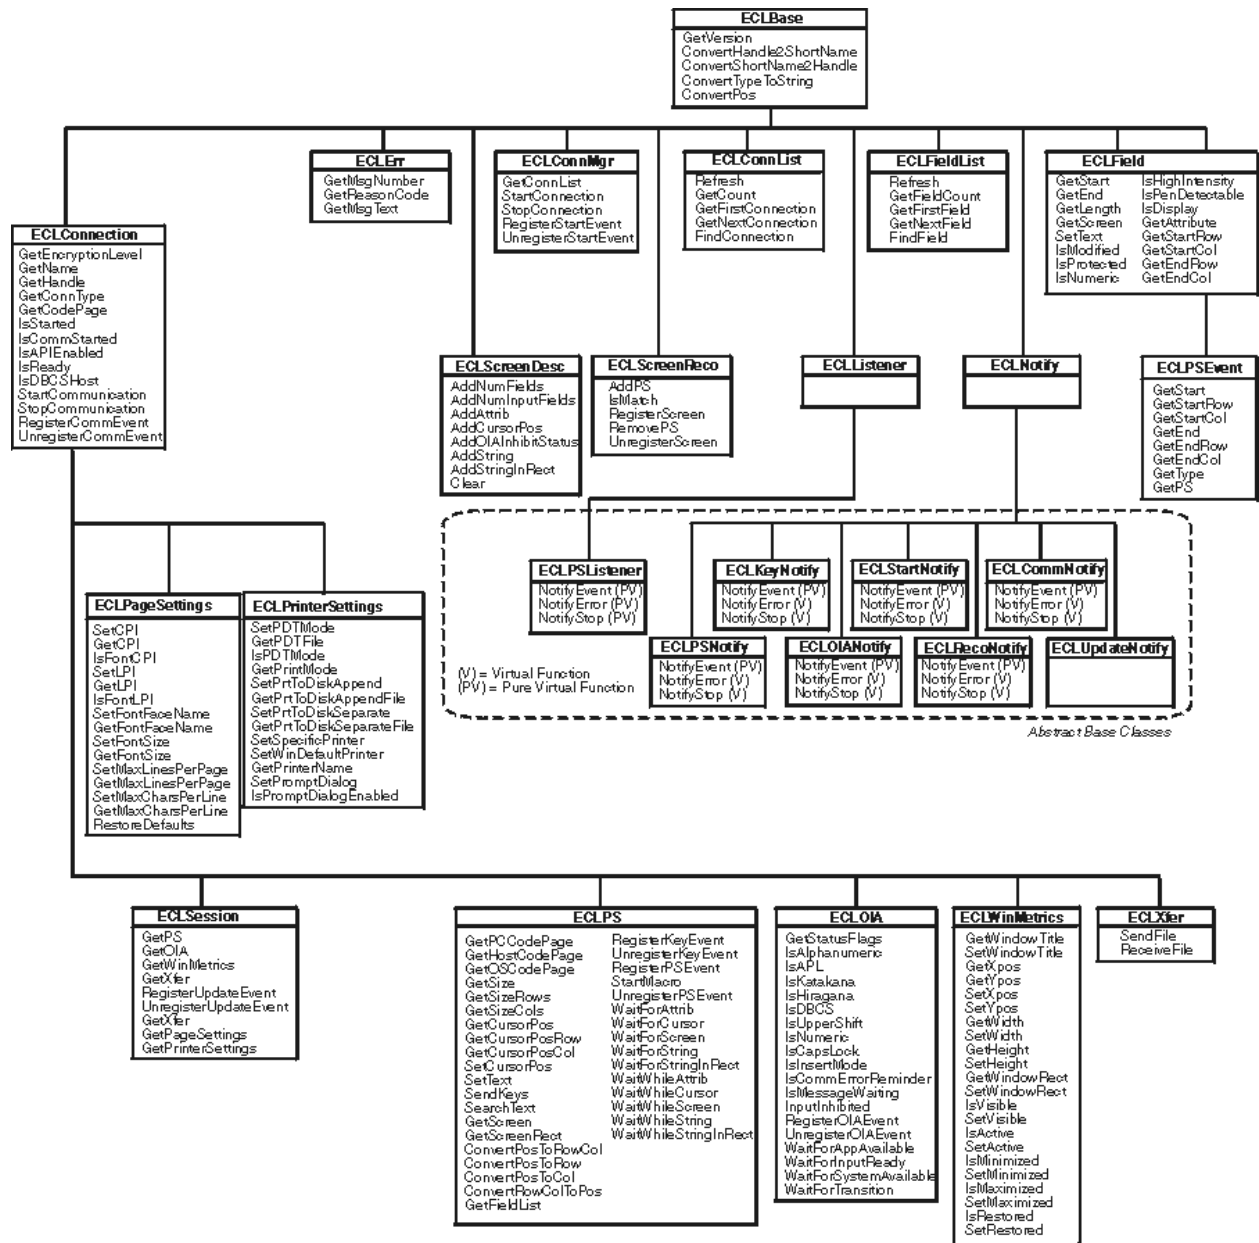 ECLBase
GetVersion
ConvertHandle2ShortName
ConvertShortName2Handle
ConvertTypeToString
ConvertPos
ECLErr
GetMsgNumber
GetReasonCode
GetMsgText
ECLConnMgr
GetConnList
StartConnection
StopConnection
RegisterStartEvent
UnregisterStartEvent
ECLConnList
Refresh
GetCount
GetFirstConnection
GetNextConnection
FindConnection
ECLFieldList
Refresh
GetFieldCount
GetFirstField
GetNextField
FindField
ECLField
GetStart
GetEnd
GetLength
GetScreen
SetText
IsModified
IsProtected
IsNumeric
IsHighIntensity
IsPenDetectable
IsDisplay
GetAttribute
GetStartRow
GetStartCol
GetEndRow
GetEndCol
ECLConnection
GetEncryptionLevel
GetName
GetHandle
GetConnType
GetCodePage
IsStarted
IsCommStarted
IsAPIEnabled
IsReady
IsDBCSHost
StartCommunication
StopCommunication
RegisterCommEvent
UnregisterCommEvent
ECLScreenDesc
AddNumFields
AddNumInputFields
AddAttrib
AddCursorPos
AddOIAInhibitStatus
AddString
AddStringInRect
Clear
ECLScreenReco
AddPS
IsMatch
RegisterScreen
RemovePS
UnregisterScreen
ECLListener
ECLNotify
ECLPSEvent
GetStart
GetStartRow
GetStartCol
GetEnd
GetEndRow
GetEndCol
GetType
GetPS
ECLPSListener
NotifyEvent (PV)
NotifyError (PV)
NotifyStop (PV)
ECLKeyNotify
NotifyEvent (PV)
NotifyError (V)
NotifyStop (V)
ECLStartNotify
NotifyEvent (PV)
NotifyError (V)
NotifyStop (V)
ECLCommNotify
NotifyEvent (PV)
NotifyError (V)
NotifyStop (V)
ECLPSNotify
NotifyEvent (PV)
NotifyError (V)
NotifyStop (V)
ECLOIANotify
NotifyEvent (PV)
NotifyError (V)
NotifyStop (V)
ECLRecoNotify
NotifyEvent (PV)
NotifyError (V)
NotifyStop (V)
ECLUpdateNotify
(V) = Virtual Function
(PV) = Pure Virtual Function
Abstract Base Classes
ECLPageSettings
SetCPI
GetCPI
IsFontCPI
SetLPI
GetLPI
IsFontLPI
SetFontFaceName
GetFontFaceName
SetFontSize
GetFontSize
SetMaxLinesPerPage
GetMaxLinesPerPage
SetMaxCharsPerLine
GetMaxCharsPerLine
RestoreDefaults
ECLPrinterSettings
SetPDTMode
GetPDTFile
IsPDTMode
GetPrintMode
SetPrtToDiskAppend
GetPrtToDiskAppendFile
SetPrtToDiskSeparate
GetPrtToDiskSeparateFile
SetSpecificPrinter
SetWinDefaultPrinter
GetPrinterName
SetPromptDialog
IsPromptDialogEnabled
ECLSession
GetPS
GetOIA
GetWinMetrics
GetXfer
RegisterUpdateEvent
UnregisterUpdateEvent
GetXfer
GetPageSettings
GetPrinterSettings
ECLPS
GetPCCodePage
GetHostCodePage
GetOSCodePage
GetSize
GetSizeRows
GetSizeCols
GetCursorPos
GetCursorPosRow
GetCursorPosCol
SetCursorPos
SetText
SendKeys
SearchText
GetScreen
GetScreenRect
ConvertPosToRowCol
ConvertPosToRow
ConvertPosToCol
ConvertRowColToPos
GetFieldList
RegisterKeyEvent
UnregisterKeyEvent
RegisterPSEvent
StartMacro
UnregisterPSEvent
WaitForAttrib
WaitForCursor
WaitForScreen
WaitForString
WaitForStringInRect
WaitWhileAttrib
WaitWhileCursor
WaitWhileScreen
WaitWhileString
WaitWhileStringInRect
ECLOIA
GetStatusFlags
IsAlphanumeric
IsAPL
IsKatakana
IsHiragana
IsDBCS
IsUpperShift
IsNumeric
IsCapsLock
IsInsertMode
IsCommErrorReminder
IsMessageWaiting
InputInhibited
RegisterOIAEvent
UnregisterOIAEvent
WaitForAppAvailable
WaitForInputReady
WaitForSystemAvailable
WaitForTransition
ECLWinMetrics
GetWindowTitle
SetWindowTitle
GetXpos
GetYpos
SetXpos
SetYpos
GetWidth
SetWidth
GetHeight
SetHeight
GetWindowRect
SetWindowRect
IsVisible
SetVisible
IsActive
SetActive
IsMinimized
SetMinimized
IsMaximized
SetMaximized
IsRestored
SetRestored
ECLXfer
SendFile
ReceiveFile